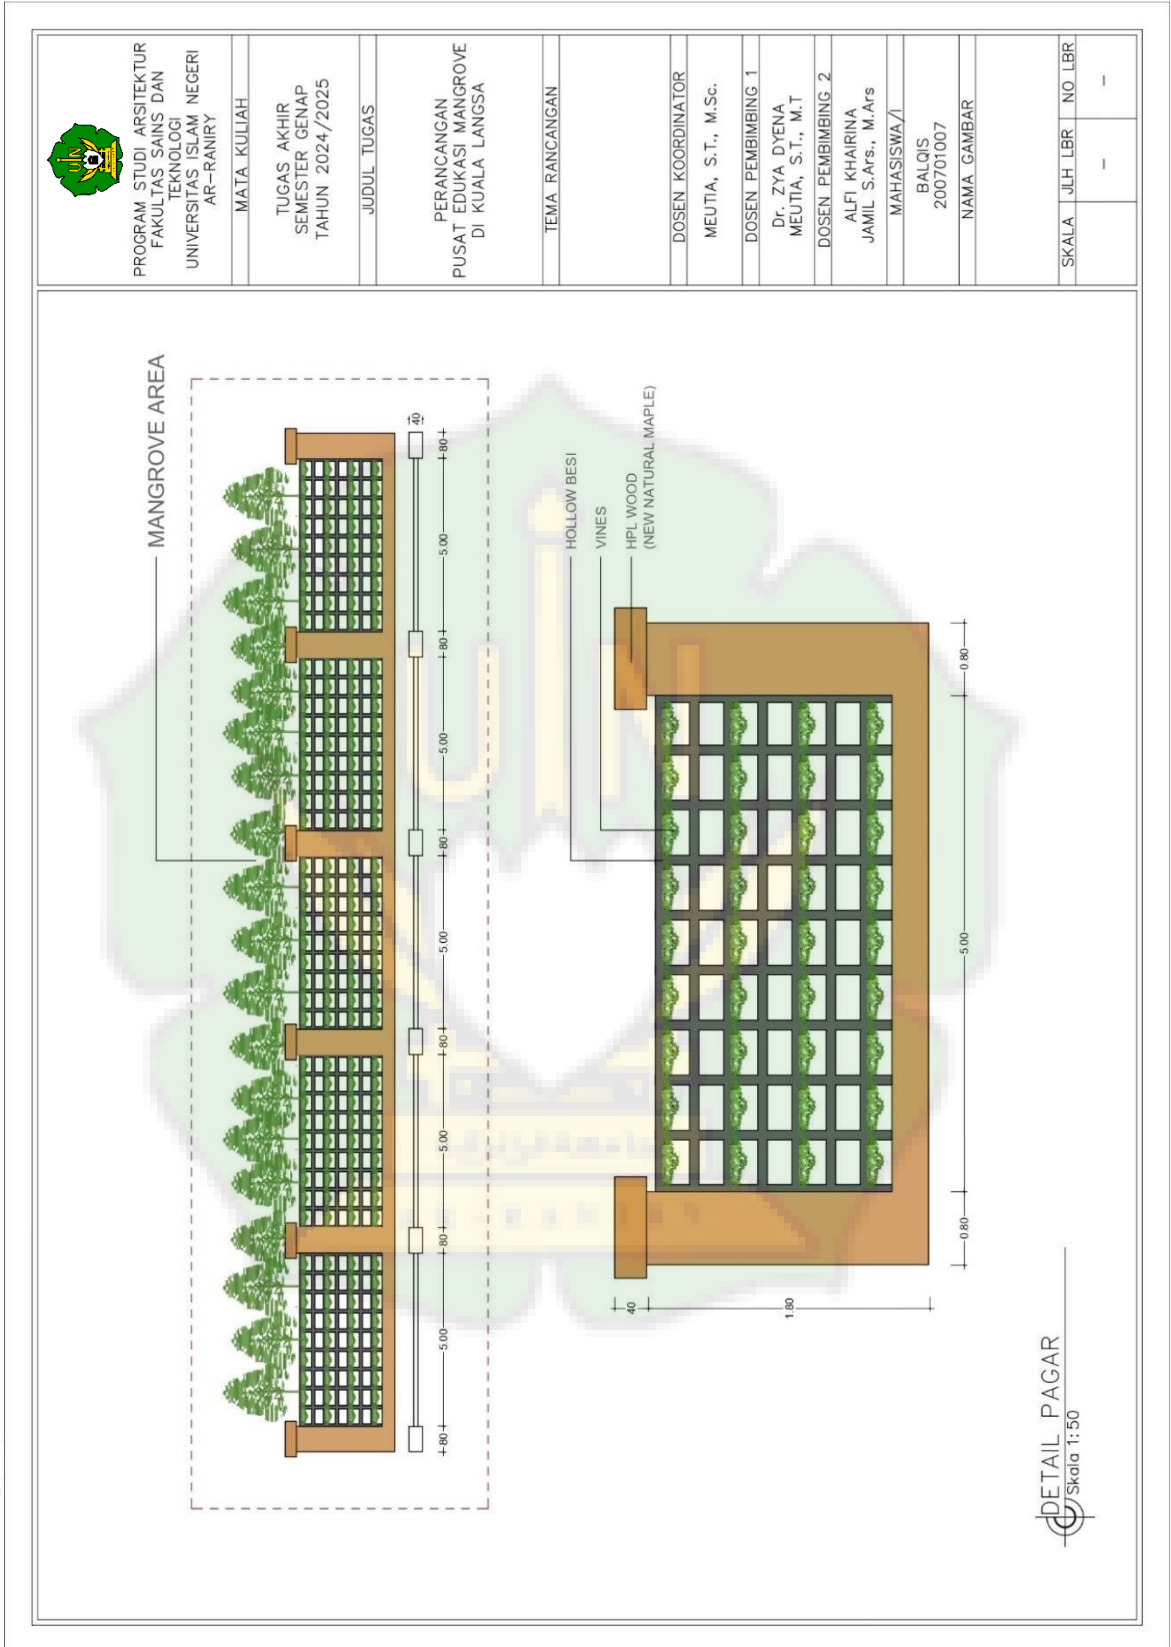 UIN
PROGRAM STUDI ARSITEKTUR
FAKULTAS SAINS DAN
TEKNOLOGI
UNIVERSITAS ISLAM NEGERI
AR-RANIRY
MATA KULIAH
TUGAS AKHIR
SEMESTER GENAP
TAHUN 2024/2025
JUDUL TUGAS
PERANCANGAN
PUSAT EDUKASI MANGROVE
DI KUALA LANGSA
TEMA RANCANGAN
DOSEN KOORDINATOR
MEUTIA, S.T., M.Sc.
DOSEN PEMBIMBING 1
Dr. ZYA DYENA
MEUTIA, S.T., M.T
DOSEN PEMBIMBING 2
ALFI KHAIRINA
JAMIL S.Ars., M.Ars
MAHASISWA/I
BALQIS
200701007
NAMA GAMBAR
SKALA JLH LBR NO LBR
- -
MANGROVE AREA
40
80 5.00 80 5.00 80 5.00 80 5.00 80 5.00 80
HOLLOW BESI
VINES
HPL WOOD
(NEW NATURAL MAPLE)
40
1.80
0.80 5.00 0.80
DETAIL PAGAR
Skala 1:50